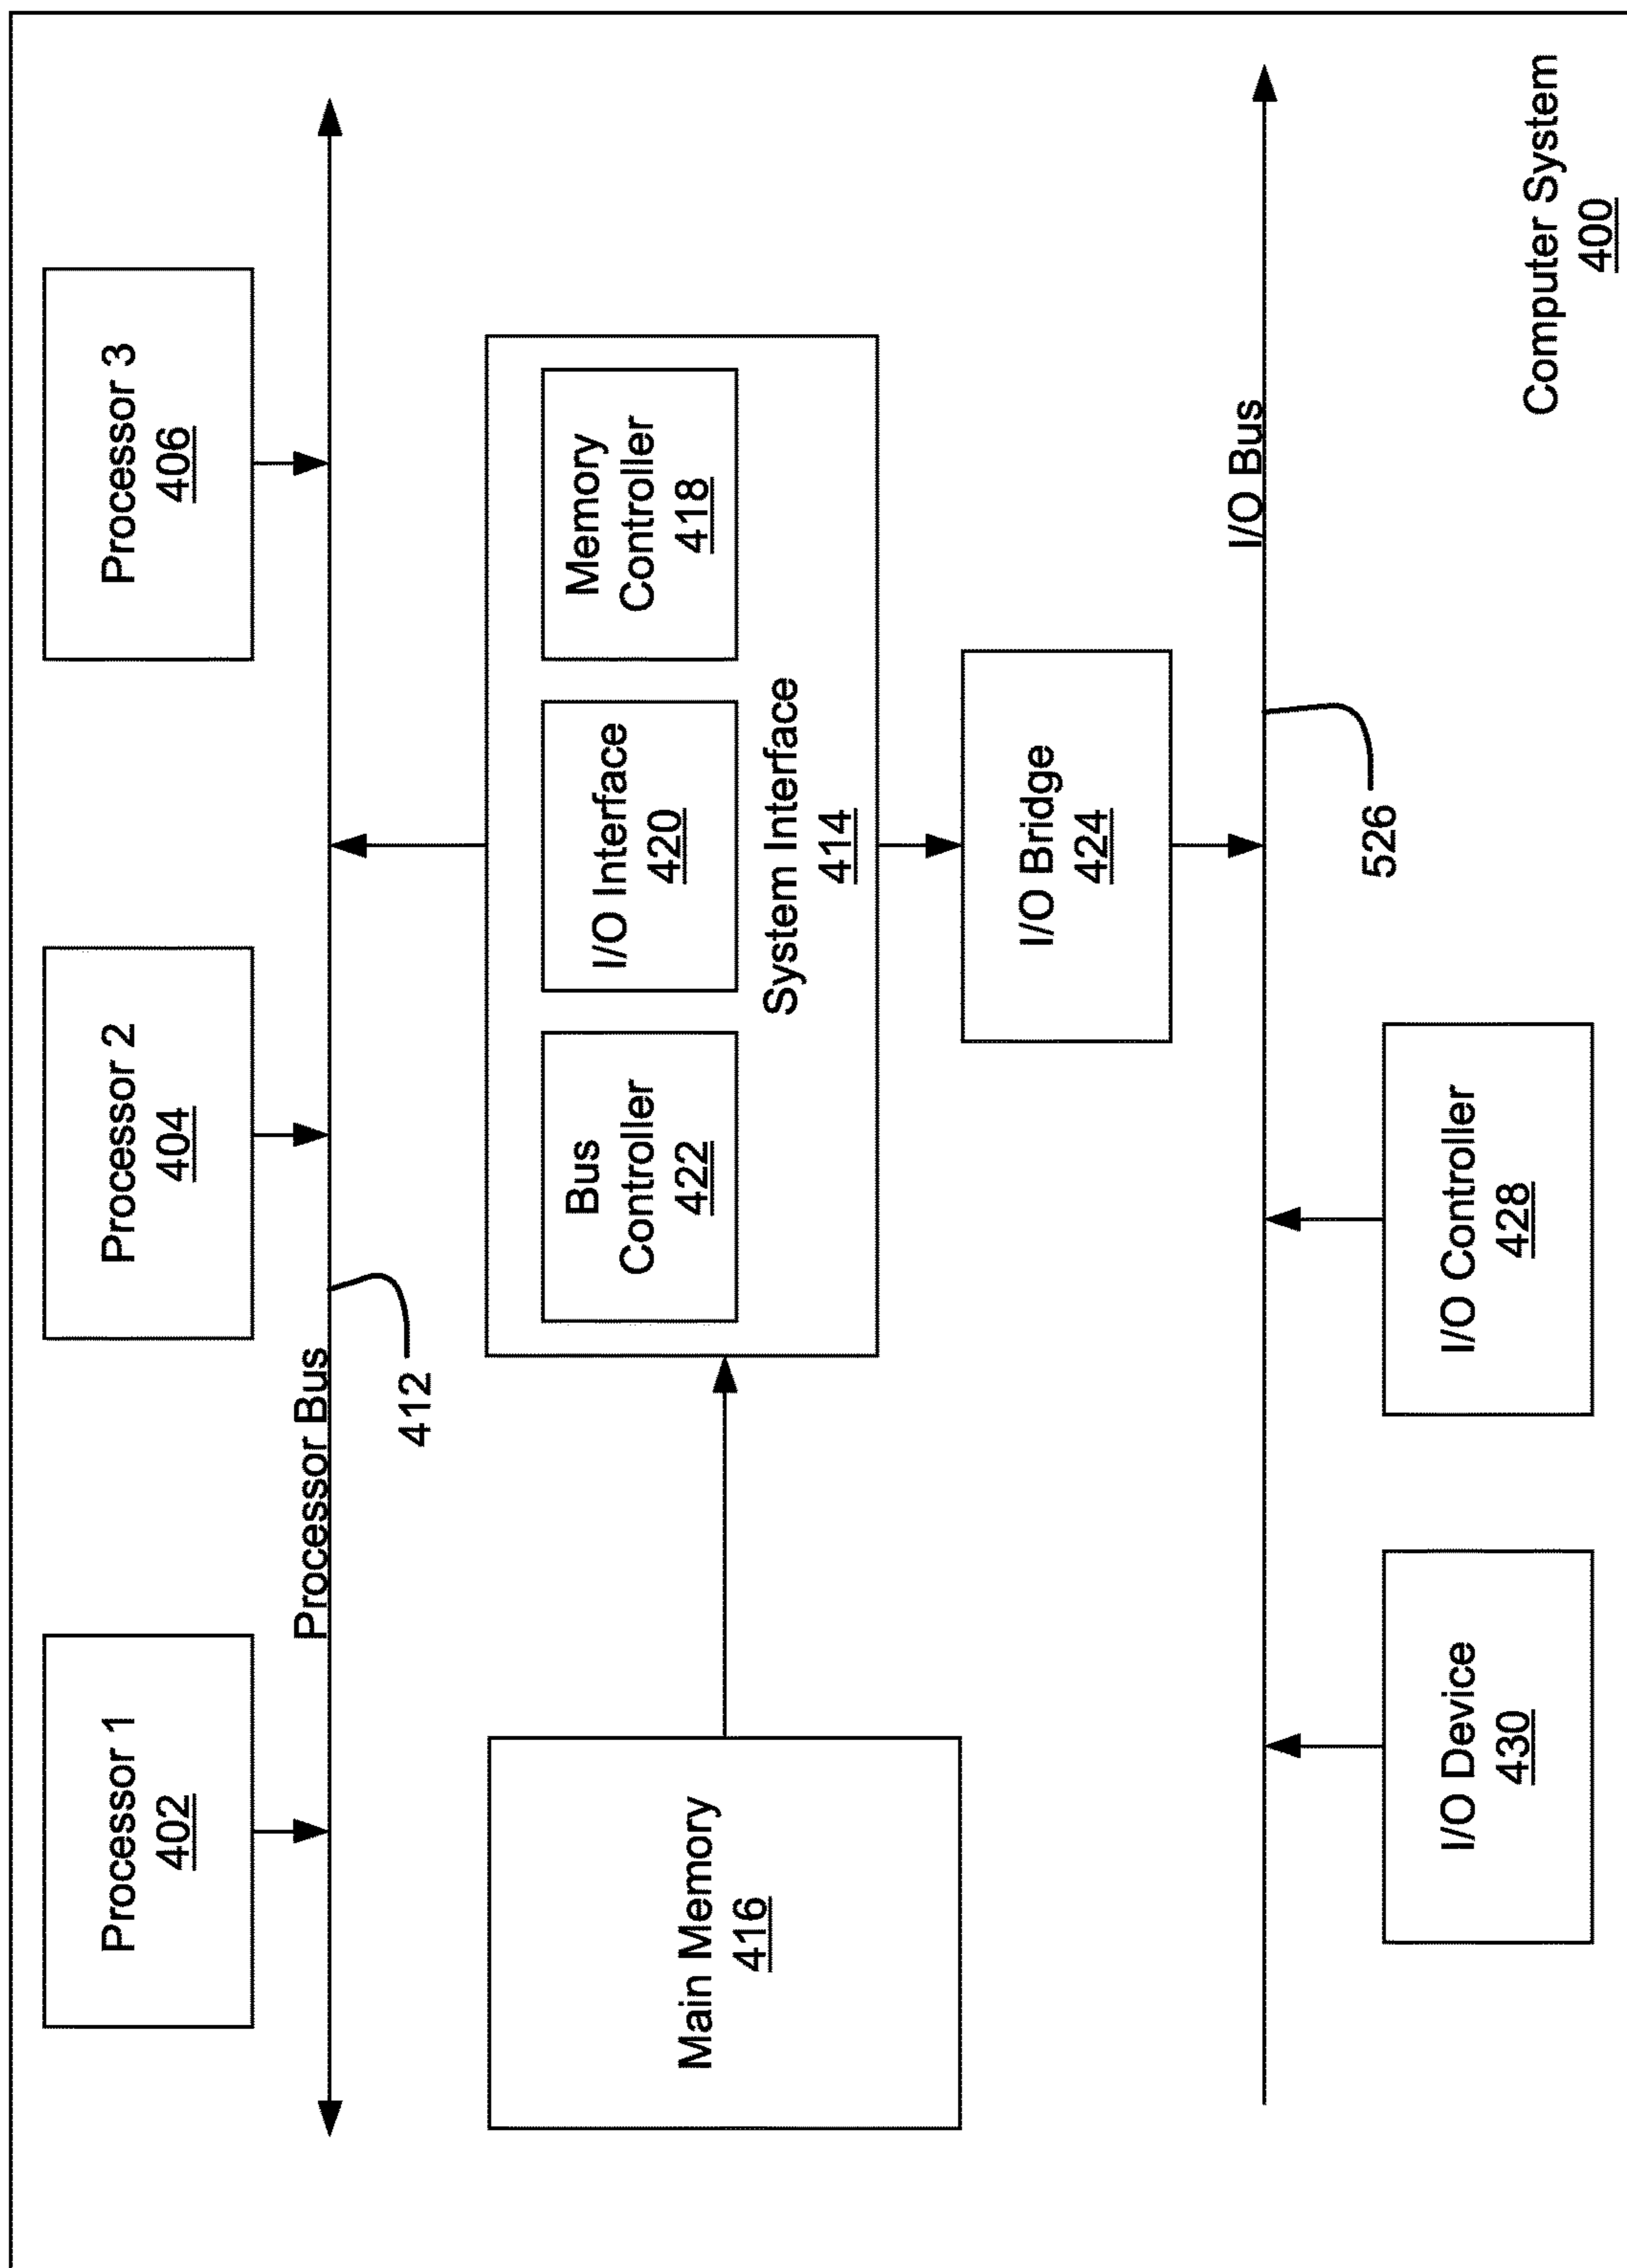 Processor 1
402
Processor 2
404
Processor 3
406
Processor Bus
412
Main Memory
416
Bus
Controller
422
I/O Interface
420
Memory
Controller
418
System Interface
414
I/O Bridge
424
I/O Bus
526
I/O Device
430
I/O Controller
428
Computer System
400